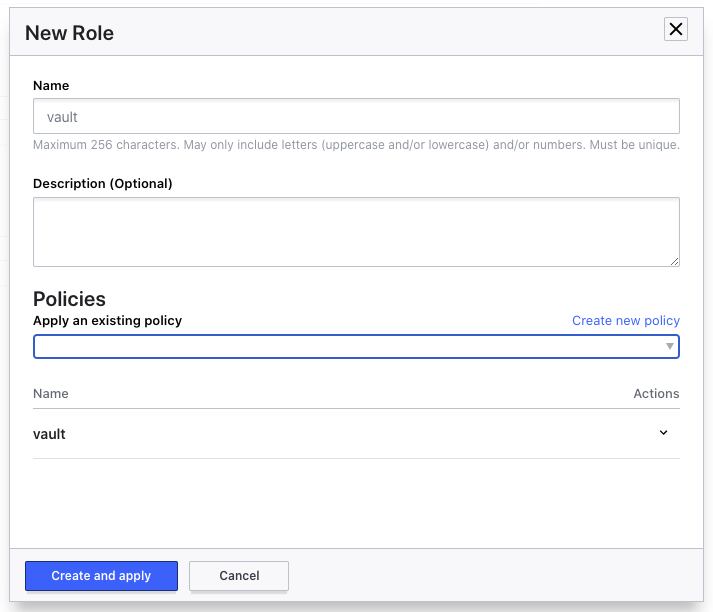 New Role
Name
vault
Maximum 256 characters. May only include letters (uppercase and/or lowercase) and/or numbers. Must be unique.
Description (Optional)
Policies
Apply an existing policy Create new policy
Name Actions
vault
Create and apply Cancel